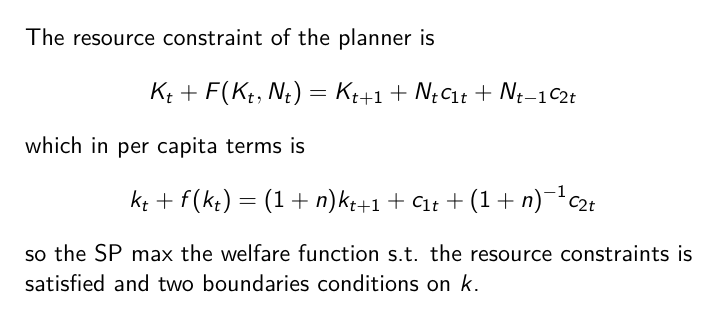 The resource constraint of the planner is
K_t + F(K_t, N_t) = K_{t+1} + N_t c_{1t} + N_{t−1} c_{2t}
which in per capita terms is
k_t + f(k_t) = (1 + n)k_{t+1} + c_{1t} + (1 + n)^{−1} c_{2t}
so the SP max the welfare function s.t. the resource constraints is
satisfied and two boundaries conditions on k.